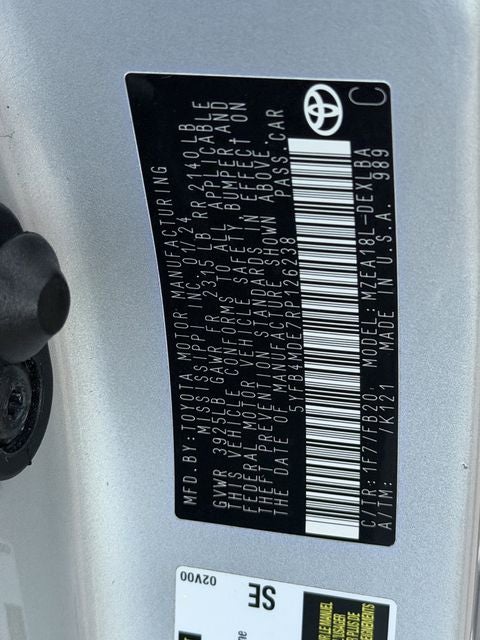 MFD. BY: TOYOTA MOTOR MANUFACTURING
MISSISSIPPI, INC. 01/24
GVWR 3925LB GAWR FR 2315 LB RR 2140 LB
THIS VEHICLE CONFORMS TO ALL APPLICABLE
FEDERAL MOTOR VEHICLE SAFETY BUMPER AND
THEFT PREVENTION STANDARDS IN EFFECT ON
THE DATE OF MANUFACTURE SHOWN ABOVE.
5YFB4MDE7RP126238 PASS. CAR
C/TR: 1F7/FB20 MODEL: MZEA18L-DEXLBA
A/TM: /K121 MADE IN U.S.A. 989
C
02V00
SE